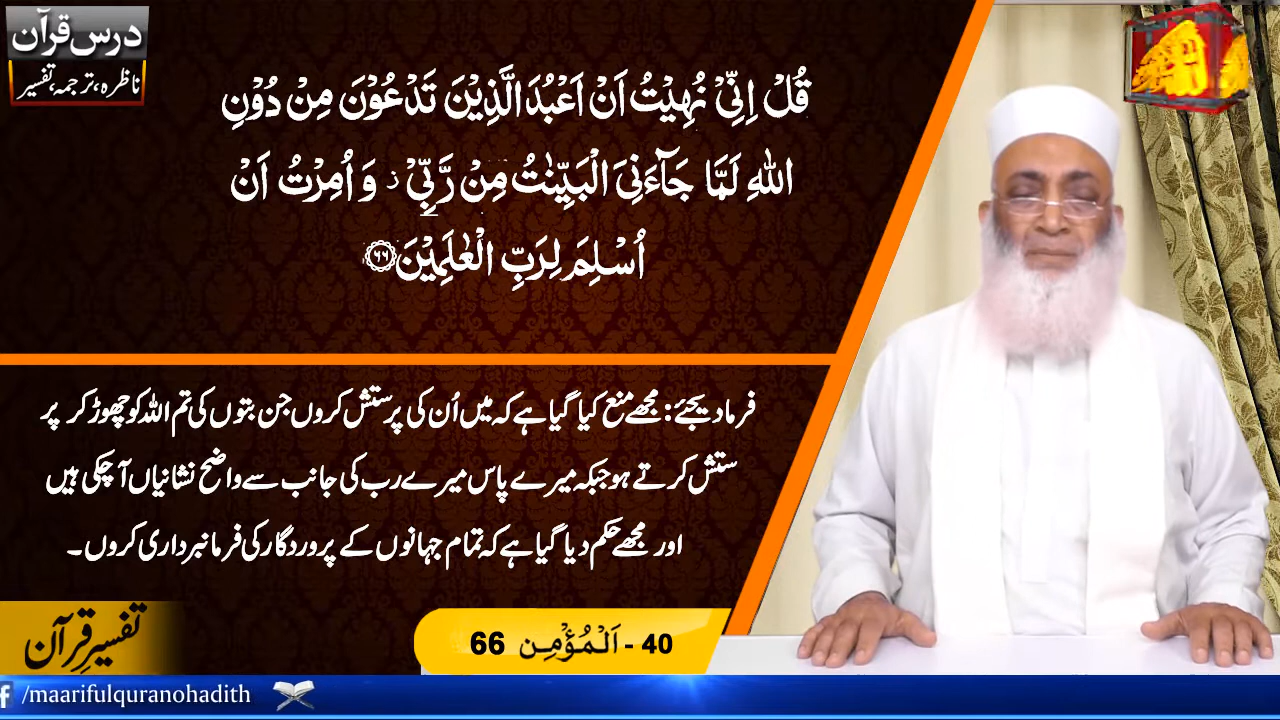 درس قرآن
ناظرہ، ترجمہ، تفسیر
قُلْ اِنِّیْ نُهِیْتُ اَنْ اَعْبُدَ الَّذِیْنَ تَدْعُوْنَ مِنْ دُوْنِ
اللهِ لَمَّا جَآءَنِیَ الْبَیِّنٰتُ مِنْ رَّبِّیْ ز وَ اُمِرْتُ اَنْ
اُسْلِمَ لِرَبِّ الْعٰلَمِیْنَ ۶۶
فرما دیجئے: مجھے منع کیا گیا ہے کہ میں اُن کی پرستش کروں جن بتوں کی تم اللہ کو چھوڑ کر پر
ستش کرتے ہو جبکہ میرے پاس میرے رب کی جانب سے واضح نشانیاں آ چکی ہیں
اور مجھے حکم دیا گیا ہے کہ تمام جہانوں کے پروردگار کی فرمانبرداری کروں۔
تفسیرِ قرآن
40 - اَلْمُؤْمِن 66
/maarifulquranohadith